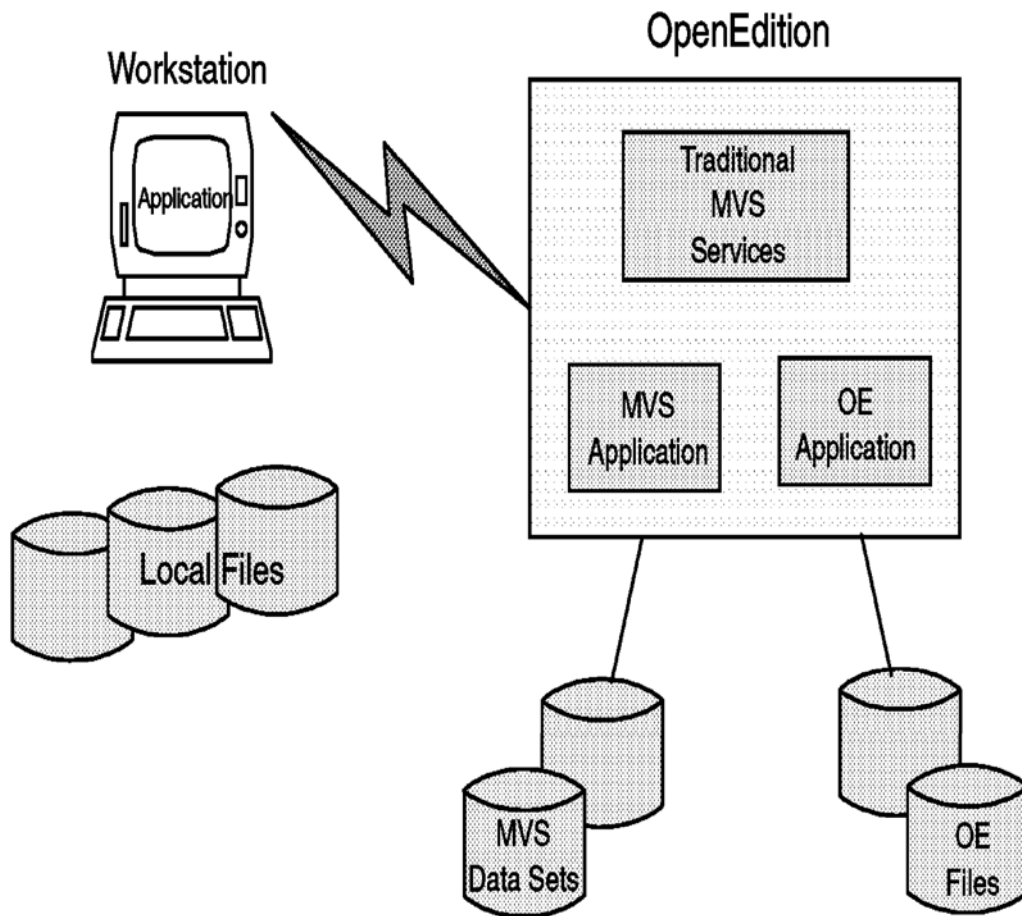 OpenEdition
Workstation
Application
Traditional
MVS
Services
MVS
Application
OE
Application
Local Files
MVS
Data Sets
OE
Files